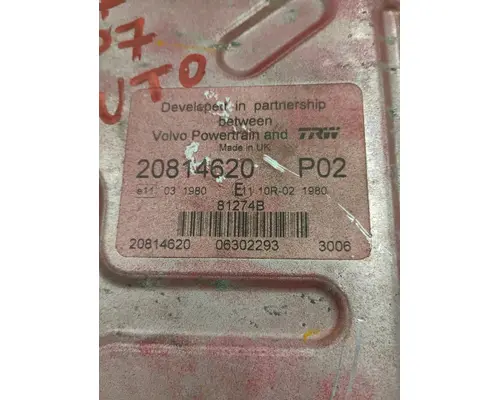 07
UTO
Developed in partnership
between
Volvo Powertrain and TRW
Made in UK
20814620 P02
e11 03 1980 E11 10R-02 1980
81274B
20814620 06302293 3006